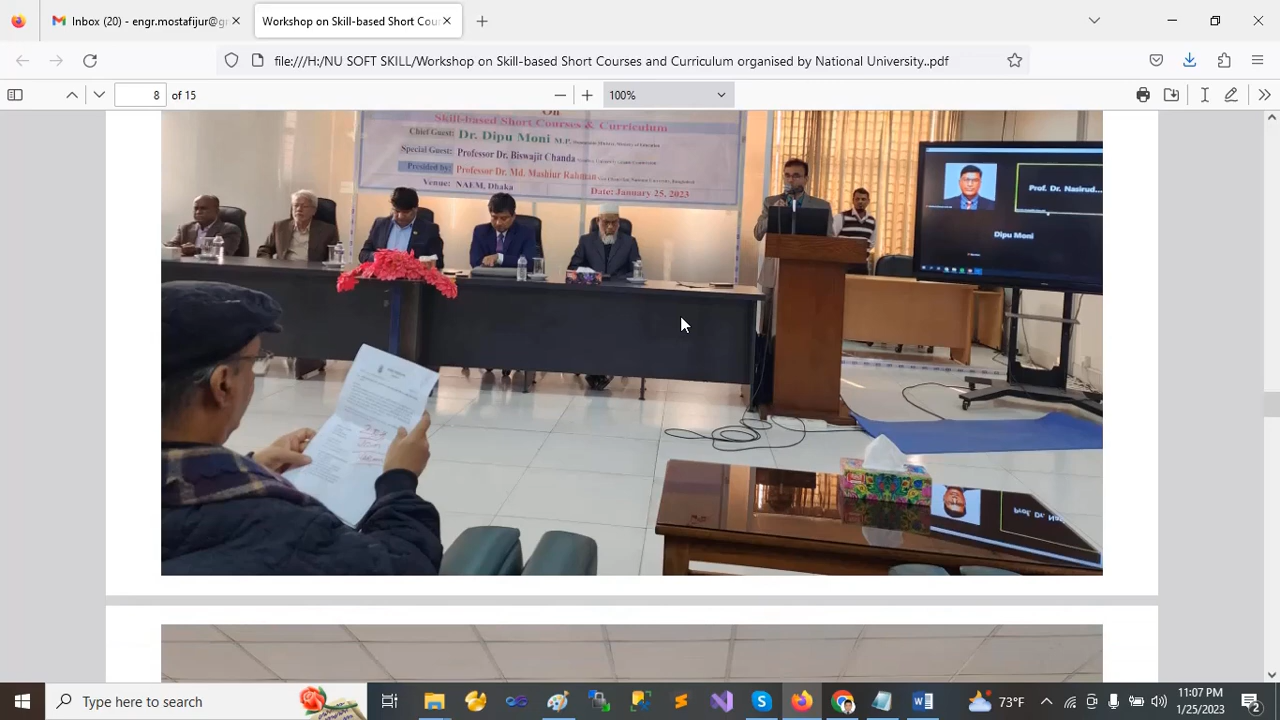 Inbox (20) - engr.mostafijur@gr
Workshop on Skill-based Short Cou
file:///H:/NU SOFT SKILL/Workshop on Skill-based Short Courses and Curriculum organised by National University..pdf
8 of 15
100%
On
Skill-based Short Courses & Curriculum
Chief Guest: Dr. Dipu Moni M.P.
Special Guest: Professor Dr. Biswajit Chanda
Presided by: Professor Dr. Md. Mashiur Rahman
Venue: NAEM, Dhaka Date: January 25, 2023
Prof. Dr. Nasirud...
Dipu Moni
Type here to search
73°F
11:07 PM
1/25/2023
2